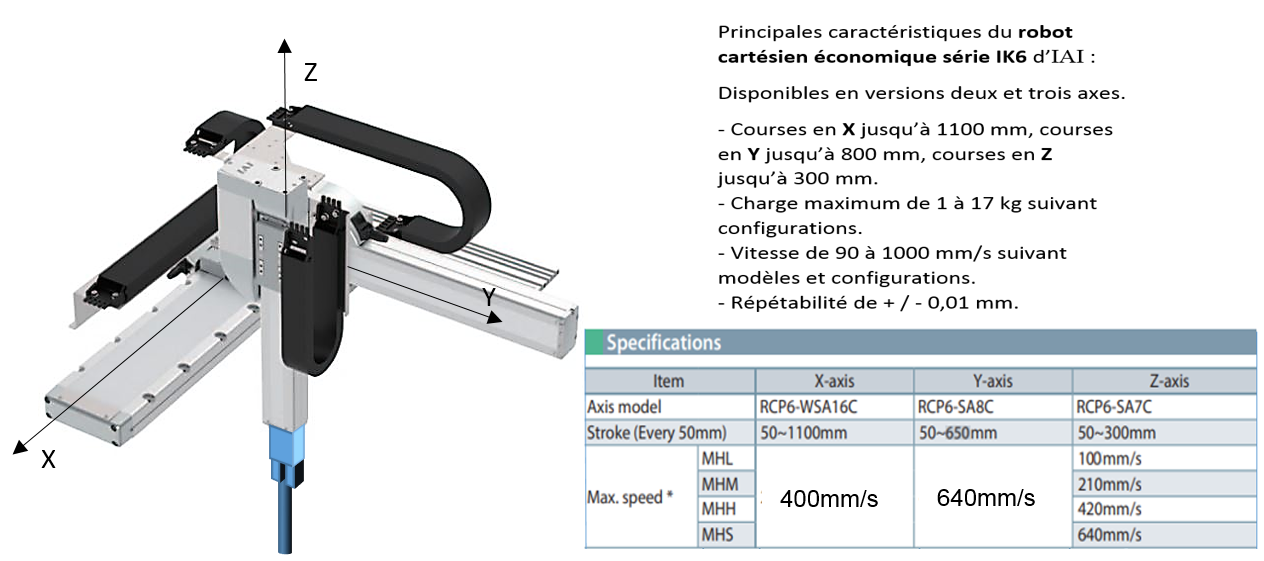 Z
Y
X
IAI
Principales caractéristiques du robot
cartésien économique série IK6 d’IAI :
Disponibles en versions deux et trois axes.
- Courses en X jusqu’à 1100 mm, courses
en Y jusqu’à 800 mm, courses en Z
jusqu’à 300 mm.
- Charge maximum de 1 à 17 kg suivant
configurations.
- Vitesse de 90 à 1000 mm/s suivant
modèles et configurations.
- Répétabilité de + / - 0,01 mm.
Specifications
Item X-axis Y-axis Z-axis
Axis model RCP6-WSA16C RCP6-SA8C RCP6-SA7C
Stroke (Every 50mm) 50~1100mm 50~650mm 50~300mm
Max. speed * 400mm/s 640mm/s
MHL 100mm/s
MHM 210mm/s
MHH 420mm/s
MHS 640mm/s